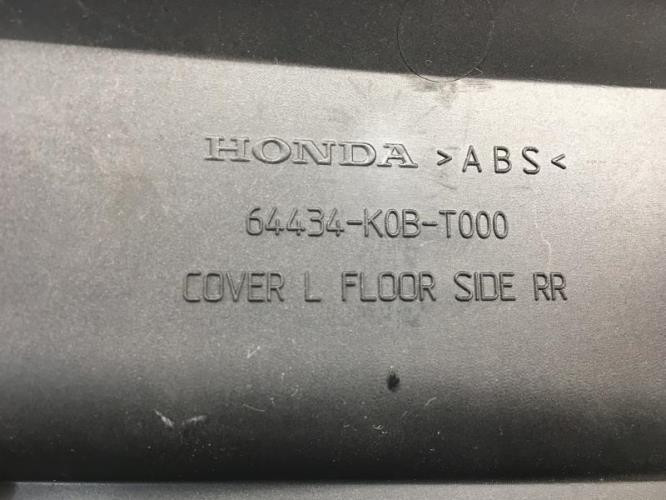 HONDA >ABS<
64434-K0B-T000
COVER L FLOOR SIDE RR